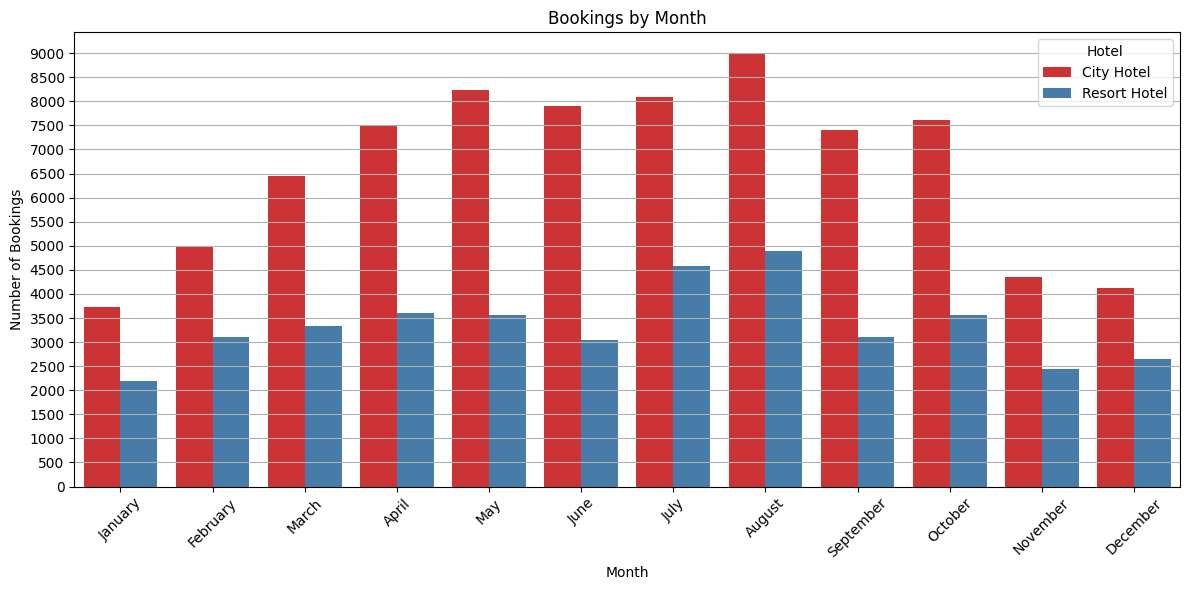 Bookings by Month
Hotel
City Hotel
Resort Hotel
Number of Bookings
9000
8500
8000
7500
7000
6500
6000
5500
5000
4500
4000
3500
3000
2500
2000
1500
1000
500
0
January
February
March
April
May
June
July
August
September
October
November
December
Month